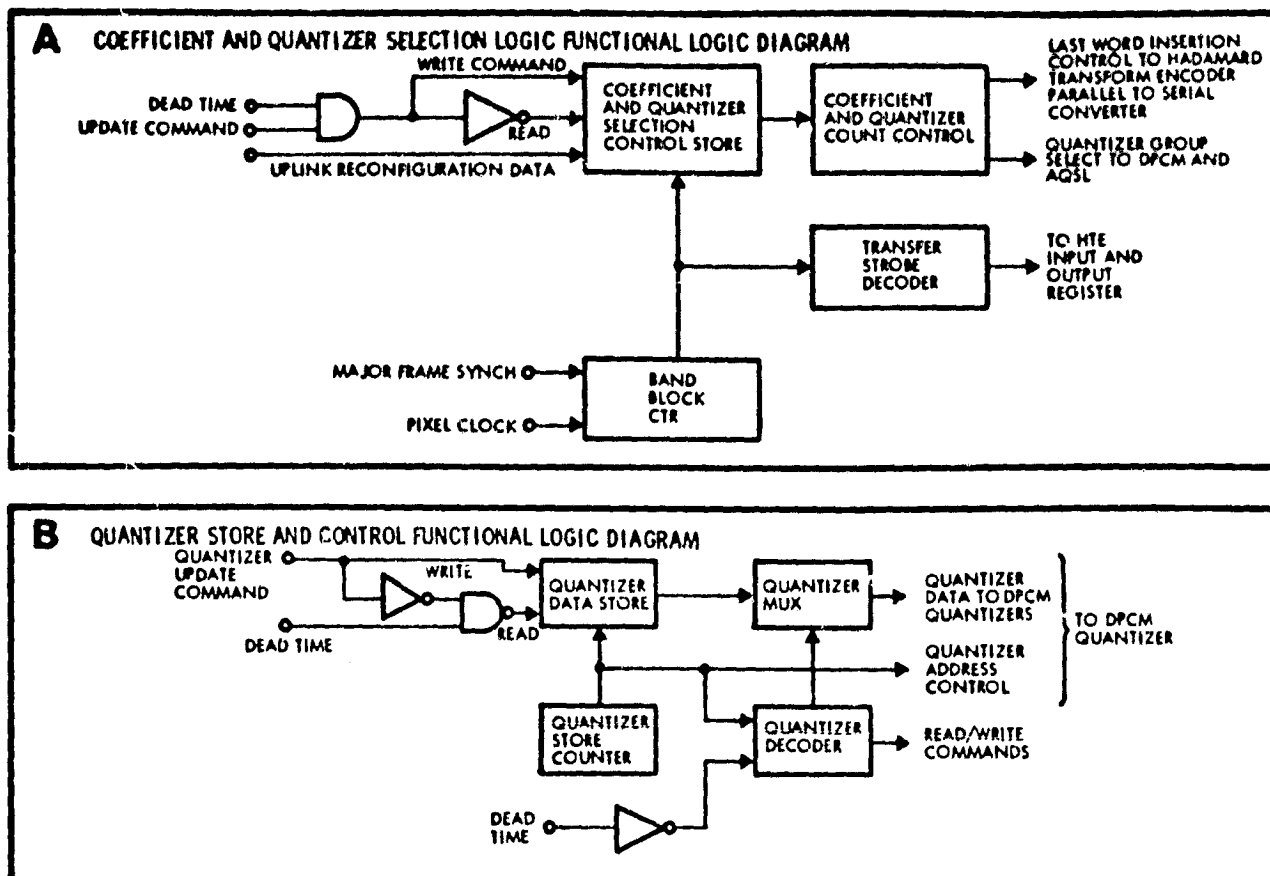 A COEFFICIENT AND QUANTIZER SELECTION LOGIC FUNCTIONAL LOGIC DIAGRAM
WRITE COMMAND
DEAD TIME
UPDATE COMMAND
READ
UPLINK RECONFIGURATION DATA
COEFFICIENT
AND QUANTIZER
SELECTION
CONTROL STORE
COEFFICIENT
AND QUANTIZER
COUNT CONTROL
LAST WORD INSERTION
CONTROL TO HADAMARD
TRANSFORM ENCODER
PARALLEL TO SERIAL
CONVERTER
QUANTIZER GROUP
SELECT TO DPCM AND
AQSL
TRANSFER
STROBE
DECODER
TO HTE
INPUT AND
OUTPUT
REGISTER
MAJOR FRAME SYNCH
PIXEL CLOCK
BAND
BLOCK
CTR
B QUANTIZER STORE AND CONTROL FUNCTIONAL LOGIC DIAGRAM
QUANTIZER
UPDATE
COMMAND
WRITE
DEAD TIME
READ
QUANTIZER
DATA STORE
QUANTIZER
MUX
QUANTIZER
DATA TO DPCM
QUANTIZERS
TO DPCM
QUANTIZER
QUANTIZER
ADDRESS
CONTROL
QUANTIZER
STORE
COUNTER
QUANTIZER
DECODER
READ/WRITE
COMMANDS
DEAD
TIME